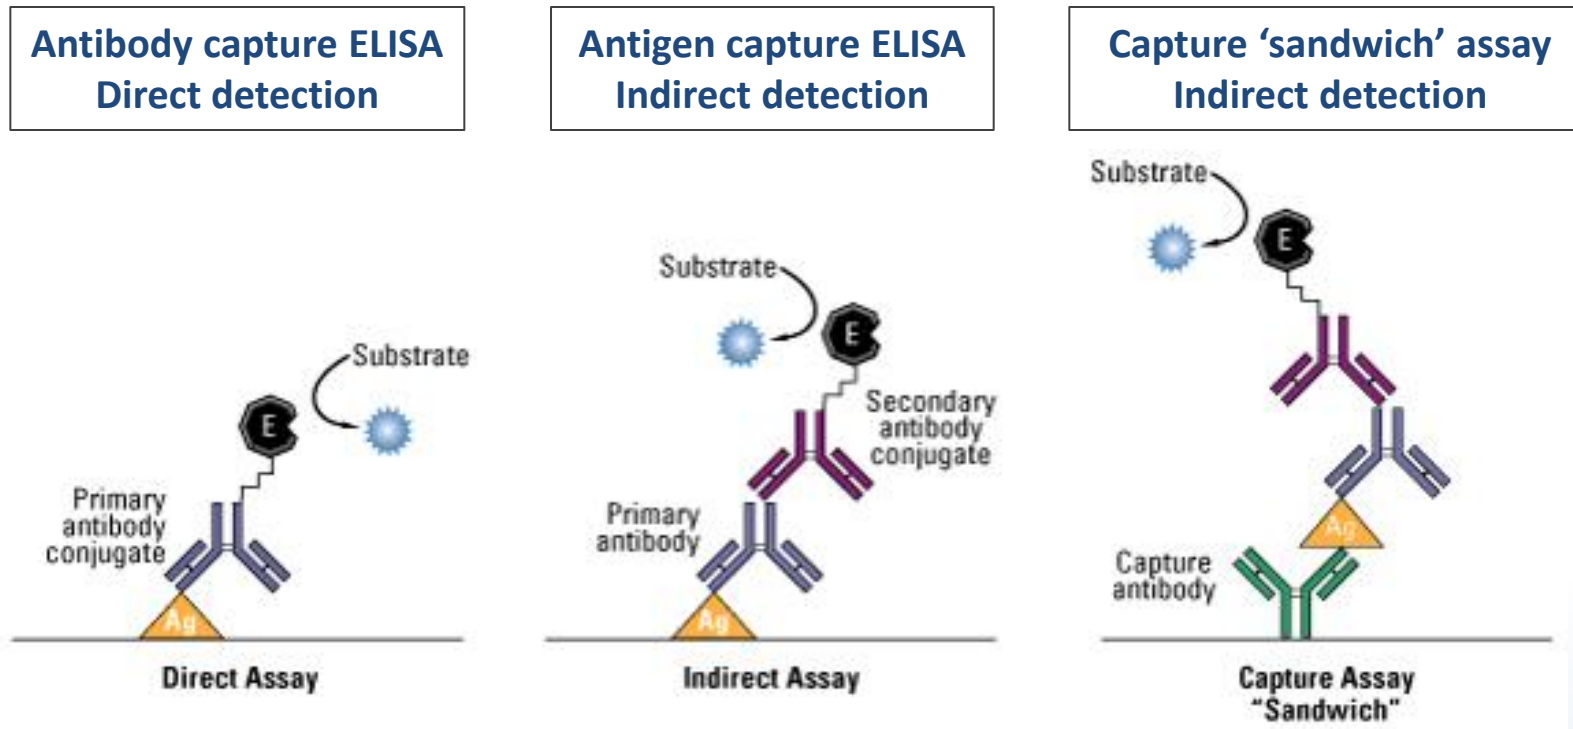 Antibody capture ELISA
Direct detection
Antigen capture ELISA
Indirect detection
Capture ‘sandwich’ assay
Indirect detection
Substrate
E
Primary
antibody
conjugate
Ag
Direct Assay
Substrate
E
Secondary
antibody
conjugate
Primary
antibody
Ag
Indirect Assay
Substrate
E
Ag
Capture
antibody
Capture Assay
"Sandwich"